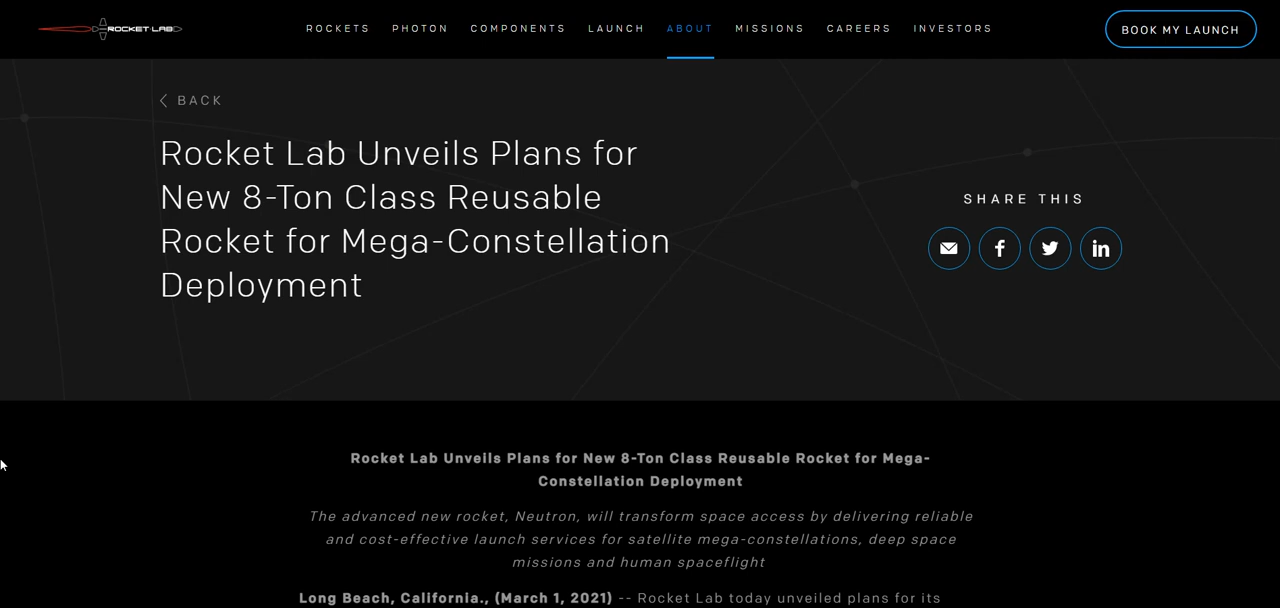 ROCKET LAB
ROCKETS PHOTON COMPONENTS LAUNCH ABOUT MISSIONS CAREERS INVESTORS
BOOK MY LAUNCH
BACK
Rocket Lab Unveils Plans for
New 8-Ton Class Reusable
Rocket for Mega-Constellation
Deployment
SHARE THIS
Rocket Lab Unveils Plans for New 8-Ton Class Reusable Rocket for Mega-
Constellation Deployment
The advanced new rocket, Neutron, will transform space access by delivering reliable
and cost-effective launch services for satellite mega-constellations, deep space
missions and human spaceflight
Long Beach, California., (March 1, 2021) -- Rocket Lab today unveiled plans for its